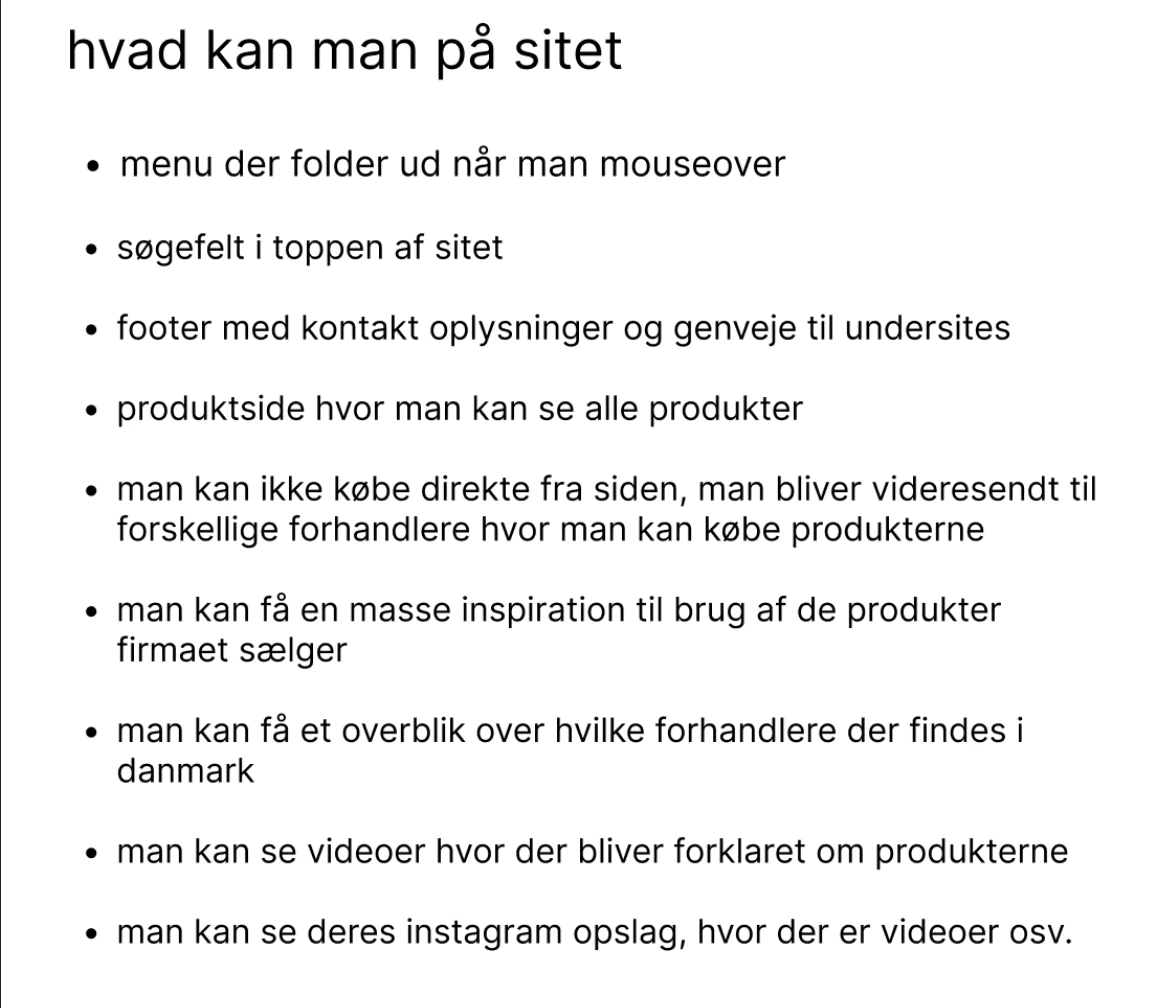 hvad kan man på sitet
• menu der folder ud når man mouseover
• søgefelt i toppen af sitet
• footer med kontakt oplysninger og genveje til undersites
• produktside hvor man kan se alle produkter
• man kan ikke købe direkte fra siden, man bliver videresendt til
forskellige forhandlere hvor man kan købe produkterne
• man kan få en masse inspiration til brug af de produkter
firmaet sælger
• man kan få et overblik over hvilke forhandlere der findes i
danmark
• man kan se videoer hvor der bliver forklaret om produkterne
• man kan se deres instagram opslag, hvor der er videoer osv.